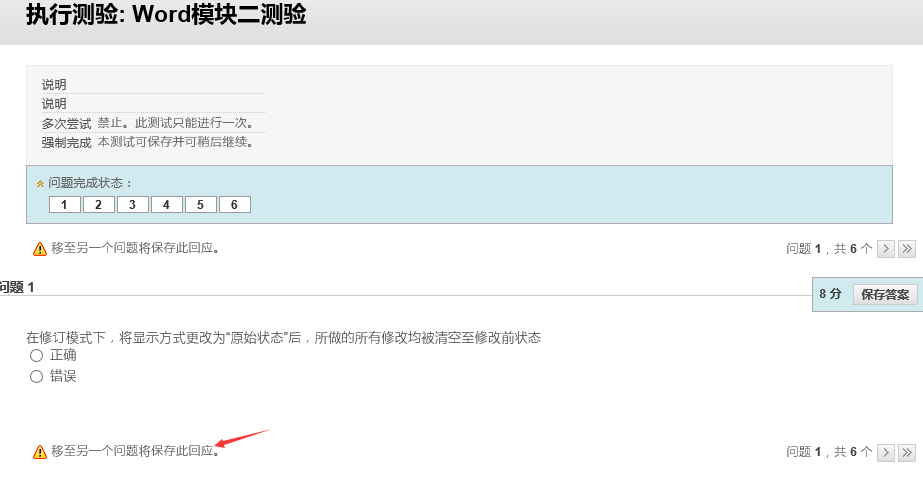 执行测验: Word模块二测验
说明
说明
多次尝试 禁止。此测试只能进行一次。
强制完成 本测试可保存并可稍后继续。
问题完成状态：
1 2 3 4 5 6
移至另一个问题将保存此回应。 问题 1，共 6 个
问题 1
8 分 保存答案
在修订模式下，将显示方式更改为“原始状态”后，所做的所有修改均被清空至修改前状态
正确
错误
移至另一个问题将保存此回应。 问题 1，共 6 个